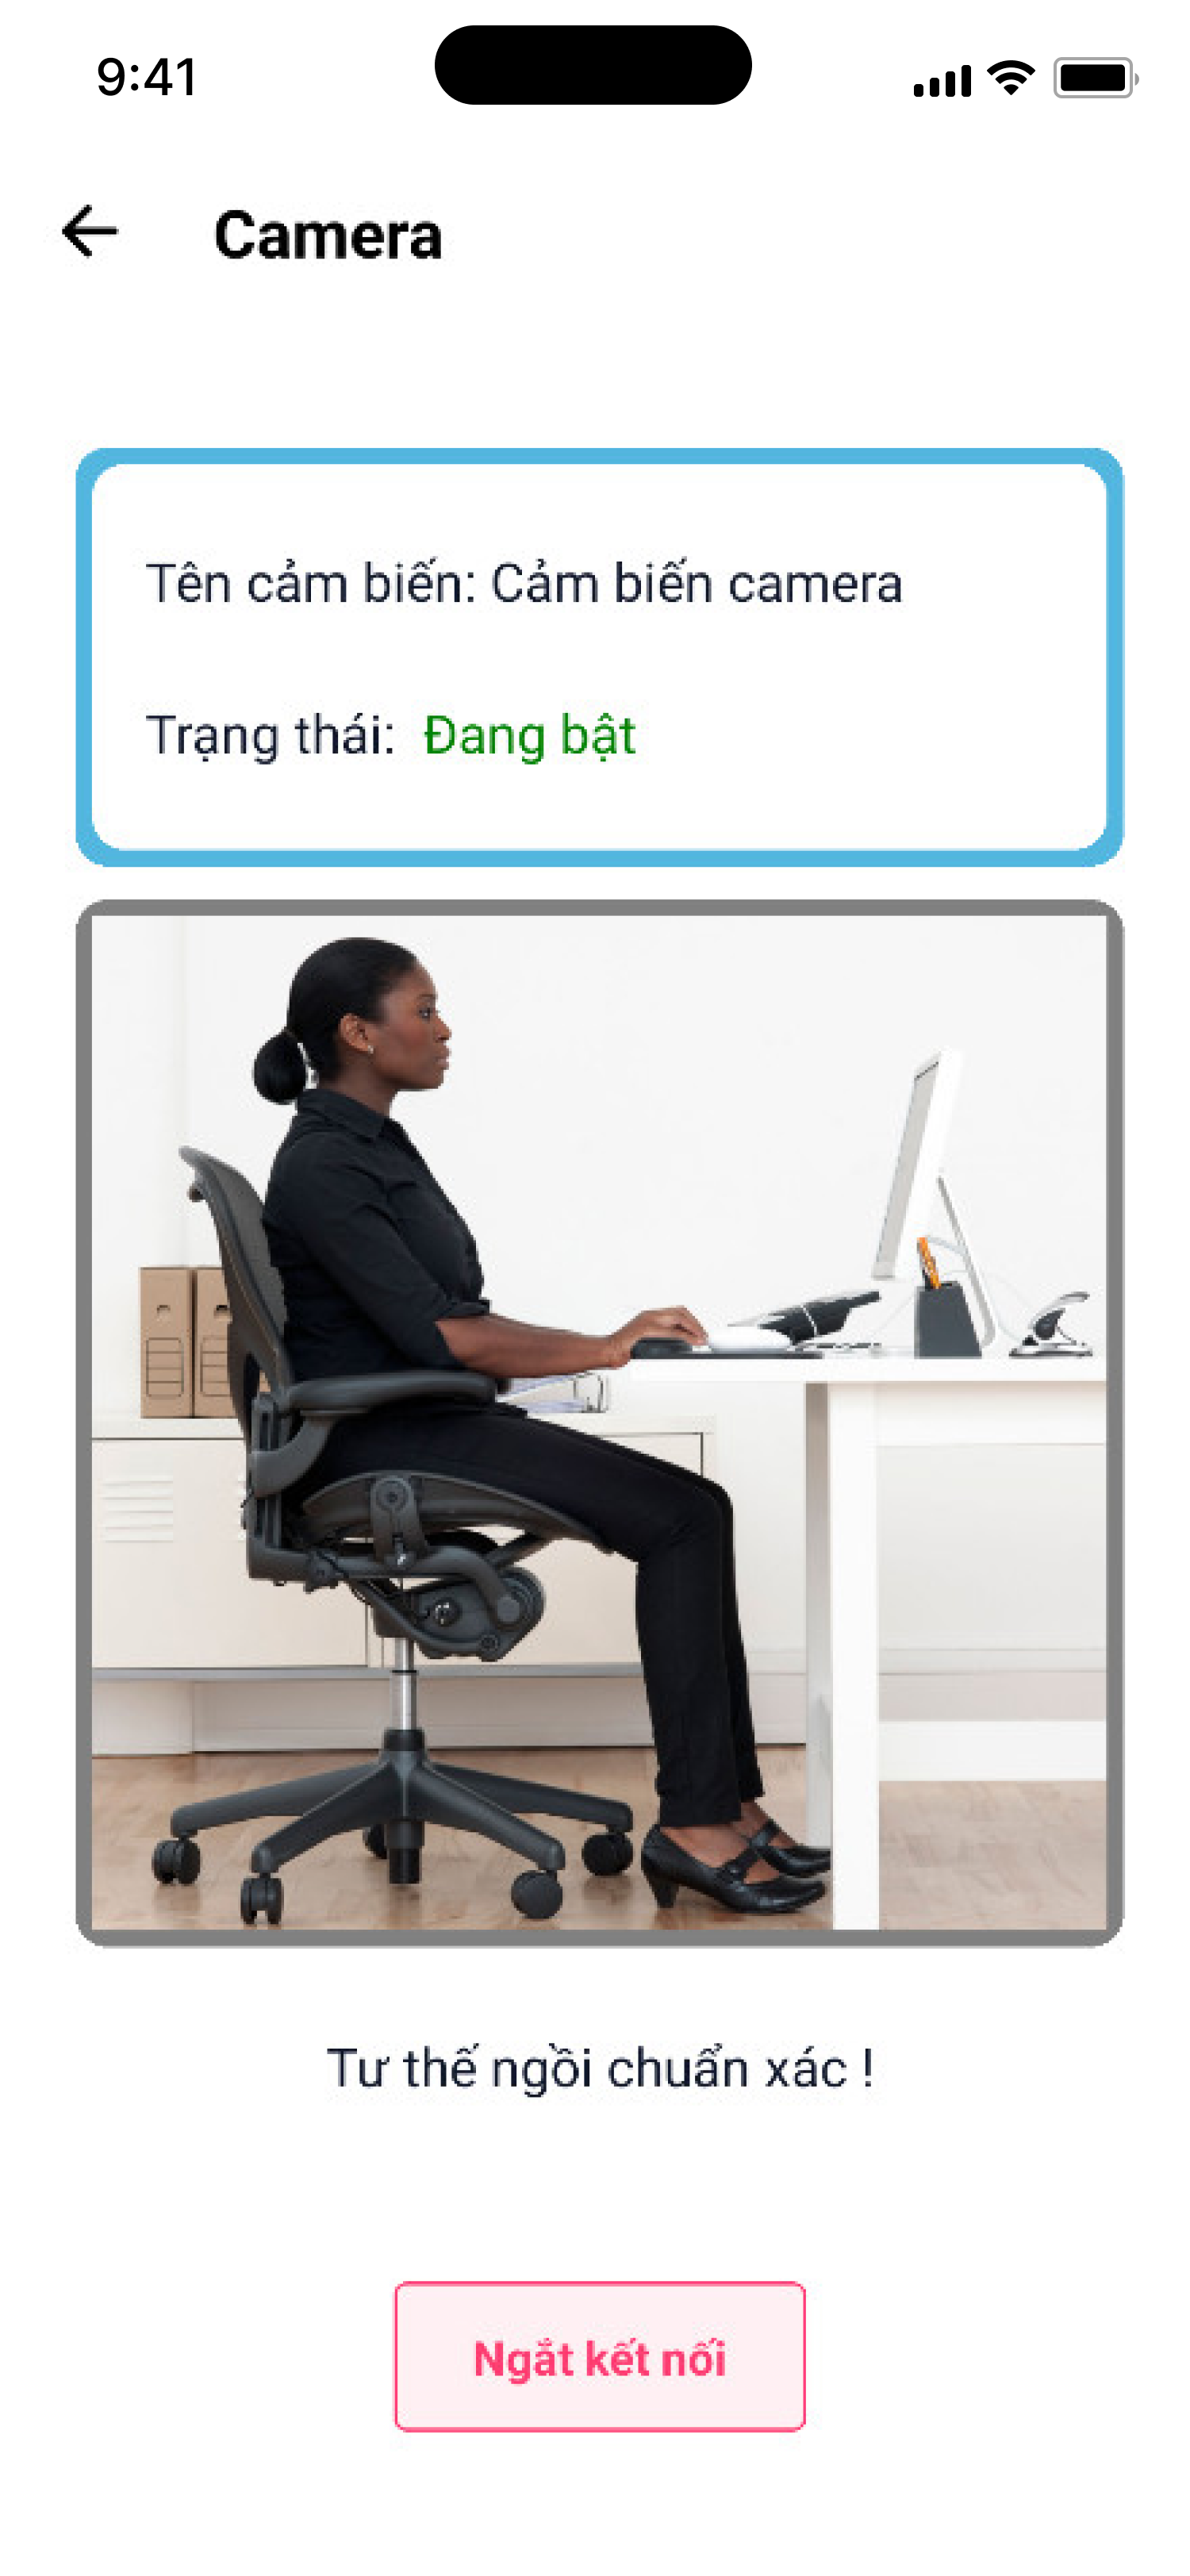 9:41
Camera
Tên cảm biến: Cảm biến camera
Trạng thái: Đang bật
Tư thế ngồi chuẩn xác !
Ngắt kết nối